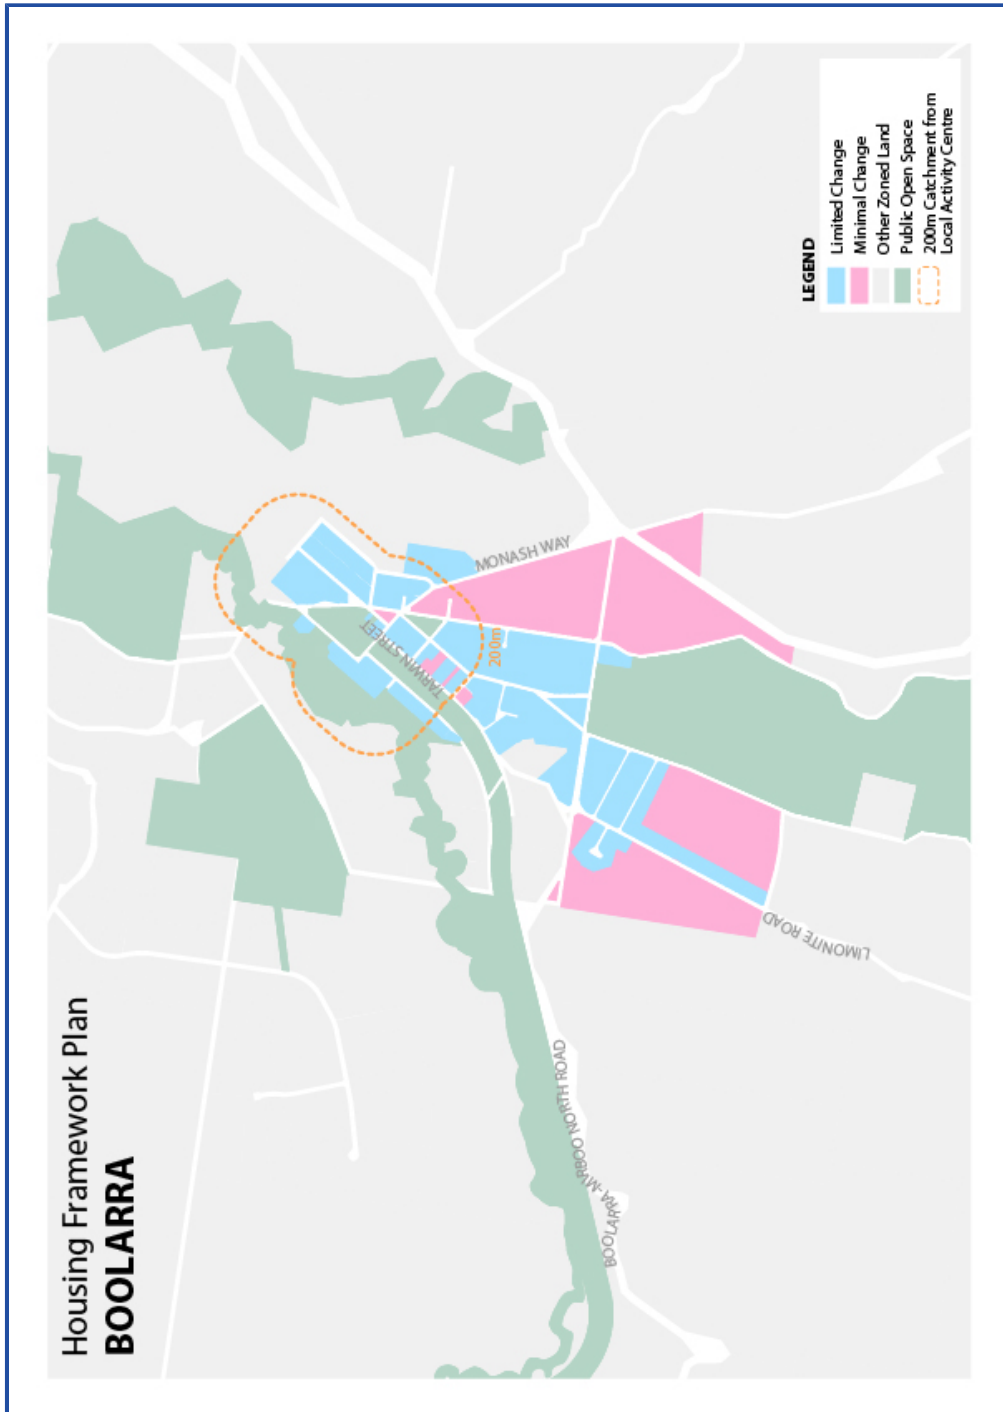 Housing Framework Plan
BOOLARRA
LEGEND
Limited Change
Minimal Change
Other Zoned Land
Public Open Space
200m Catchment from
Local Activity Centre
MONASH WAY
TARWIN STREET
200m
LIMONITE ROAD
BOOLARRA-MIRBOO NORTH ROAD